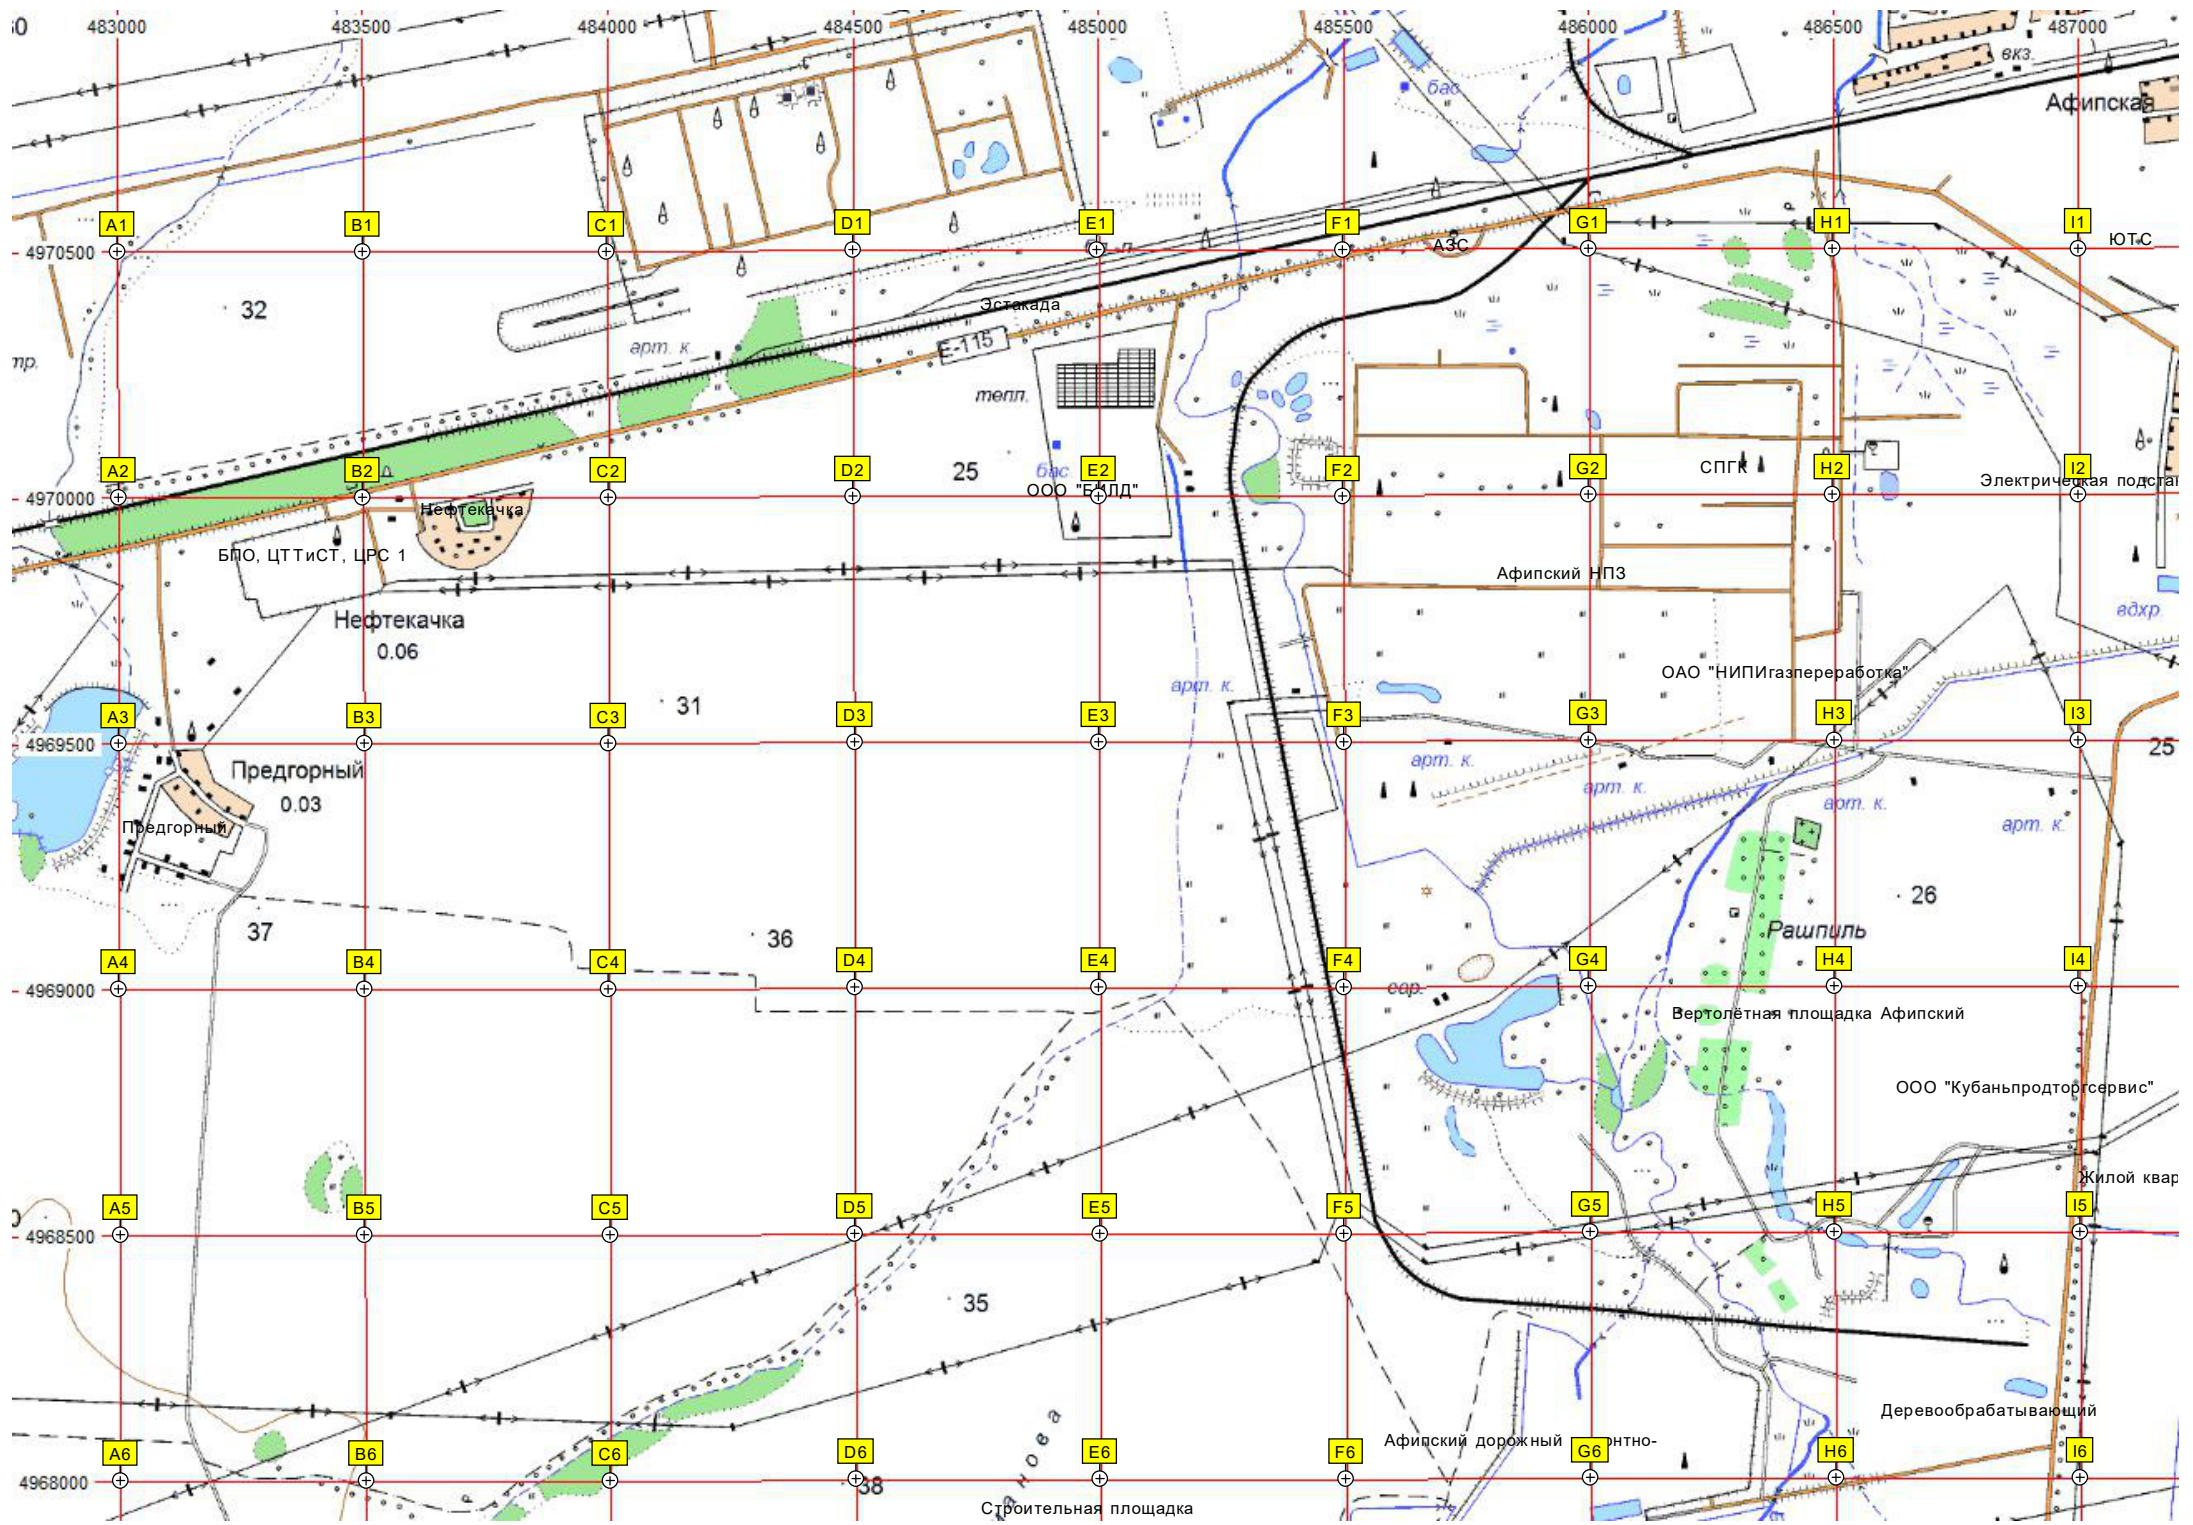 483000 483500 484000 484500 485000 485500 486000 486500 487000
вкз.
бас
Афипская
A1 B1 C1 D1 E1 F1 G1 H1 I1
АЗС
ЮТС
4970500
Эстакада
32
E-115
арт. к.
тепл.
A2 B2 C2 D2 E2 F2 G2 H2 I2
25
бас.
СПГК
Электрическая
ООО "БИЛД"
4970000
Нефтекачка
БПО, ЦТТиСТ, ЦРС 1
Афипский НПЗ
вдхр.
Нефтекачка
0.06
ОАО "НИПИгазпереработка"
арт. к.
31
A3 B3 C3 D3 E3 F3 G3 H3 I3
4969500
25
арт. к.
Предгорный
арт. к.
0.03
арт. к.
Предгорный
арт. к.
26
37
36
Рашпиль
A4 B4 C4 D4 E4 F4 G4 H4 I4
4969000
сар.
Вертолётная площадка Афипский
ООО "Кубаньпродторгсервис"
Жилой
A5 B5 C5 D5 E5 F5 G5 H5 I5
4968500
35
Деревообрабатывающий
Афипский дорожный
A6 B6 C6 D6 E6 F6 G6 H6 I6
4968000
38
Строительная площадка